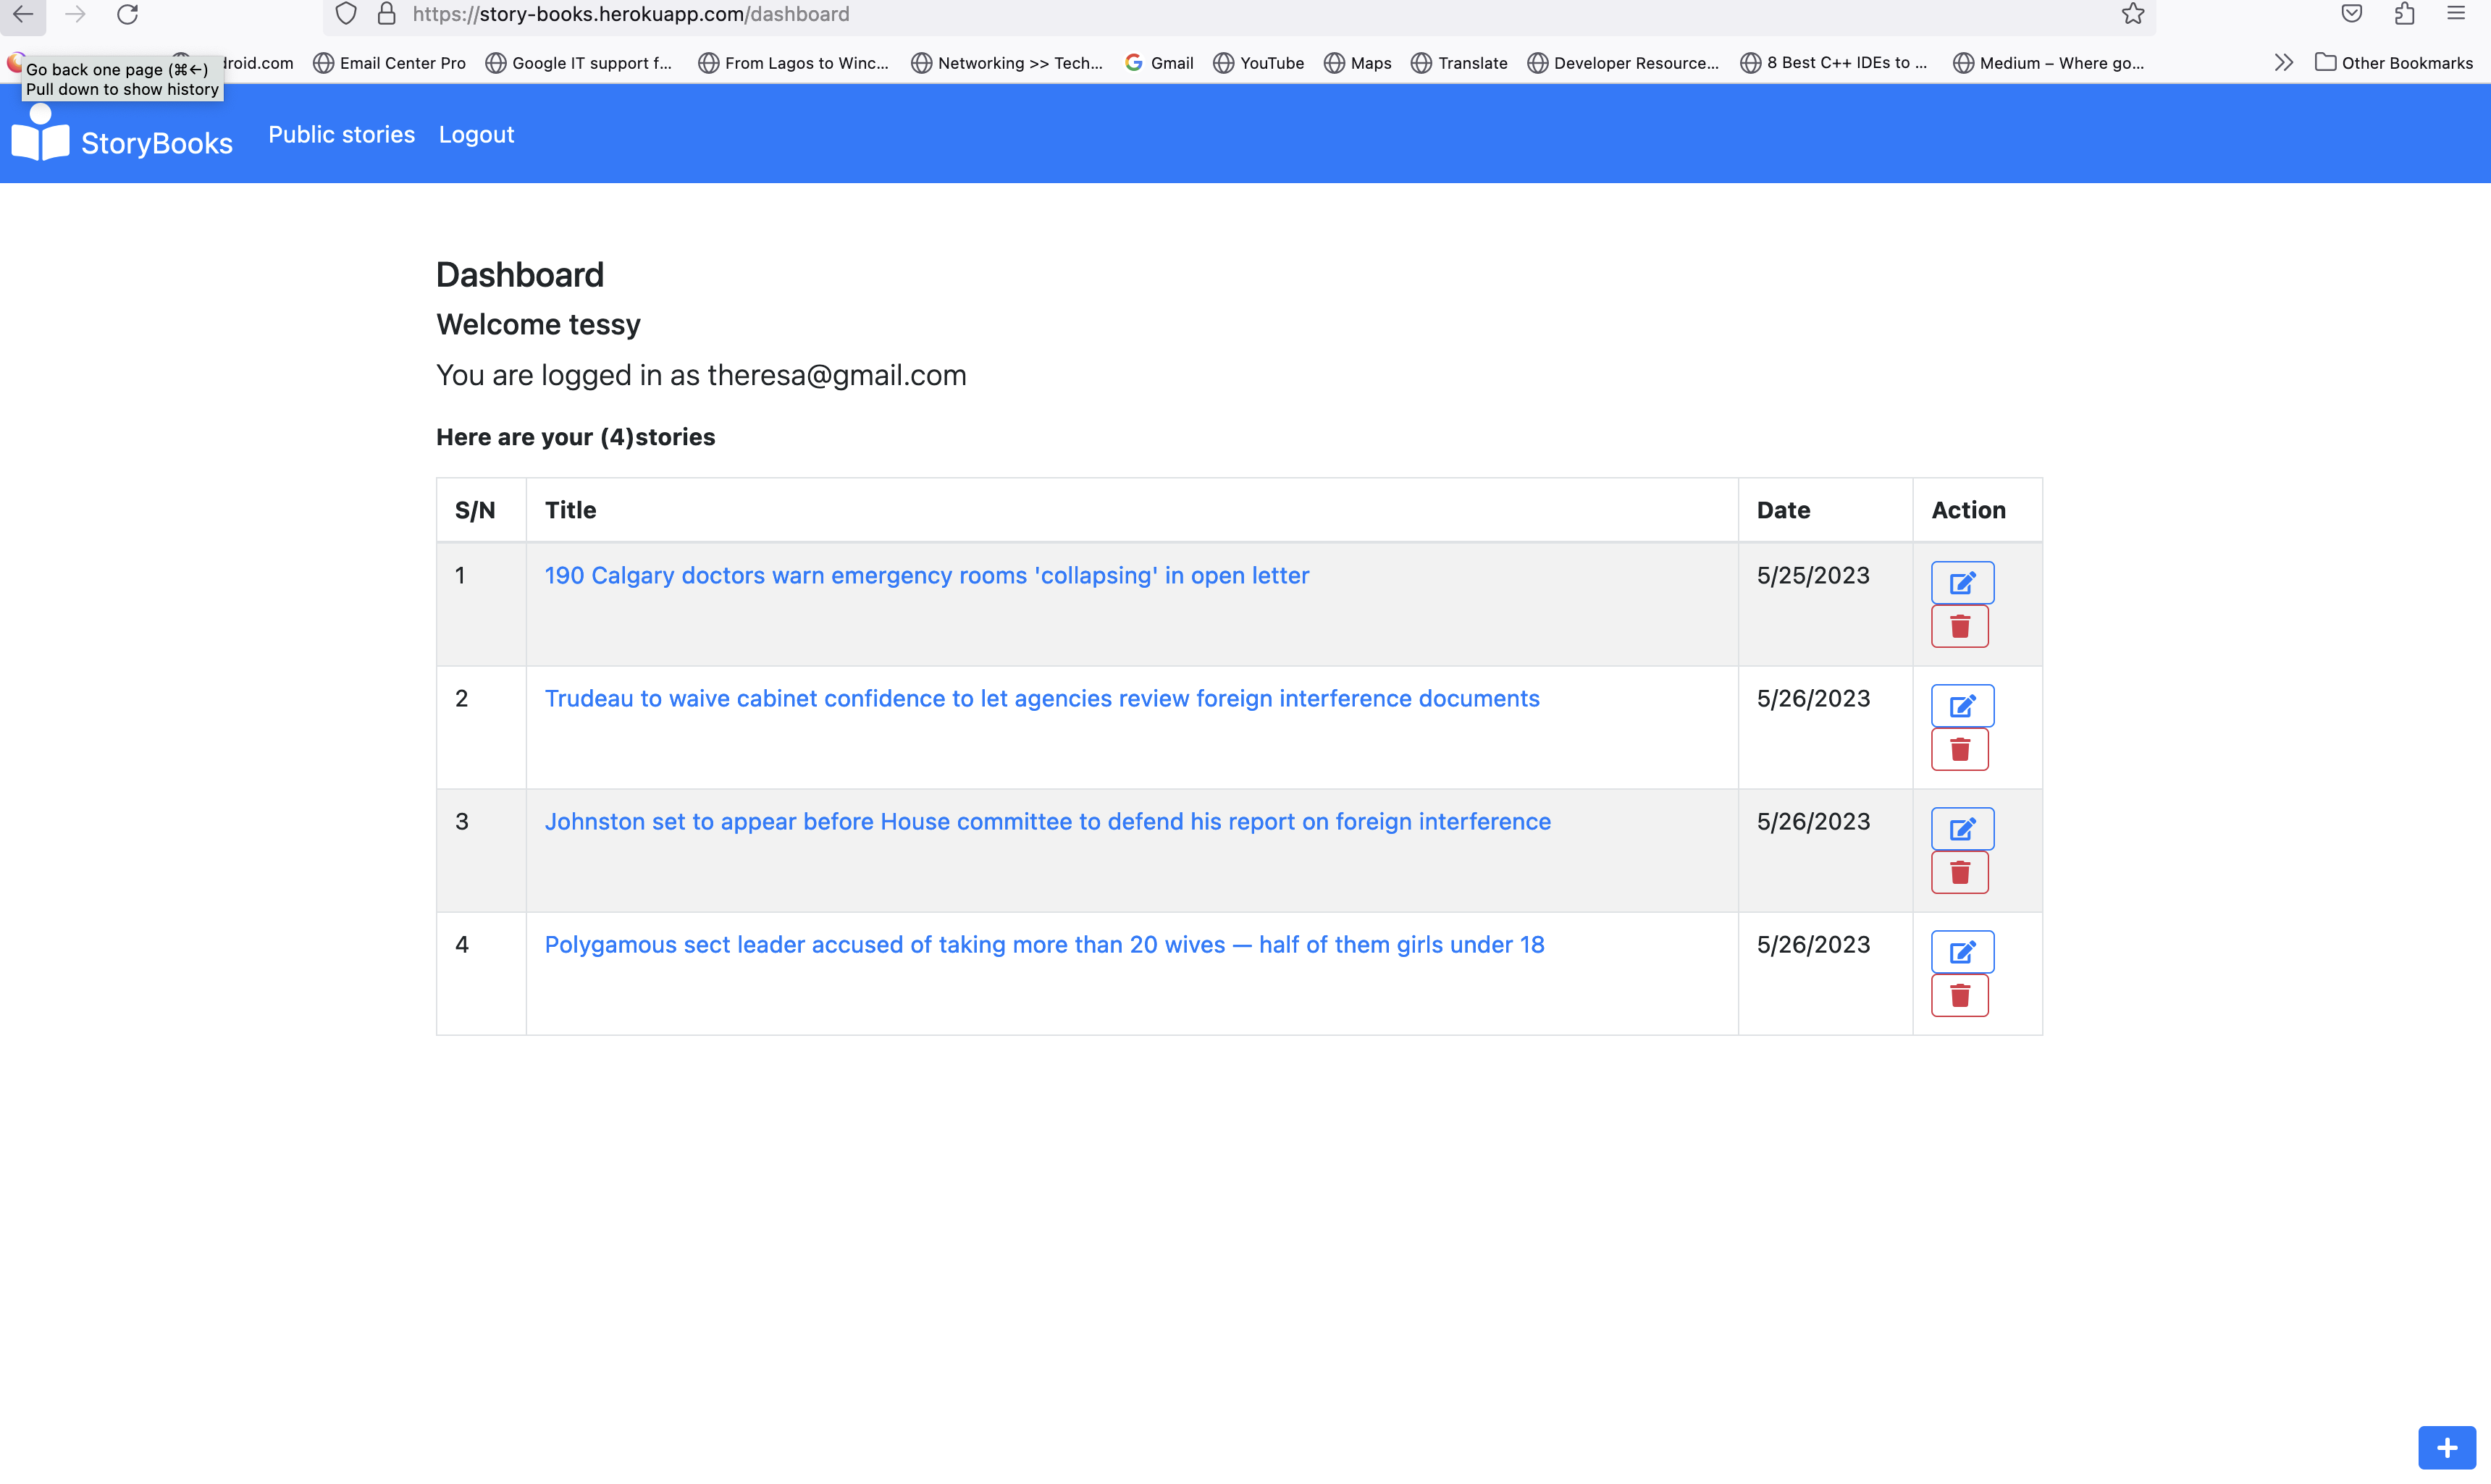 https://story-books.herokuapp.com/dashboard
Go back one page (⌘←)
Pull down to show history
Email Center Pro
Google IT support f...
From Lagos to Winc...
Networking >> Tech...
Gmail
YouTube
Maps
Translate
Developer Resource...
8 Best C++ IDEs to ...
Medium – Where go...
Other Bookmarks
StoryBooks
Public stories
Logout
Dashboard
Welcome tessy
You are logged in as theresa@gmail.com
Here are your (4)stories
S/N Title Date Action
1 190 Calgary doctors warn emergency rooms 'collapsing' in open letter 5/25/2023
2 Trudeau to waive cabinet confidence to let agencies review foreign interference documents 5/26/2023
3 Johnston set to appear before House committee to defend his report on foreign interference 5/26/2023
4 Polygamous sect leader accused of taking more than 20 wives — half of them girls under 18 5/26/2023